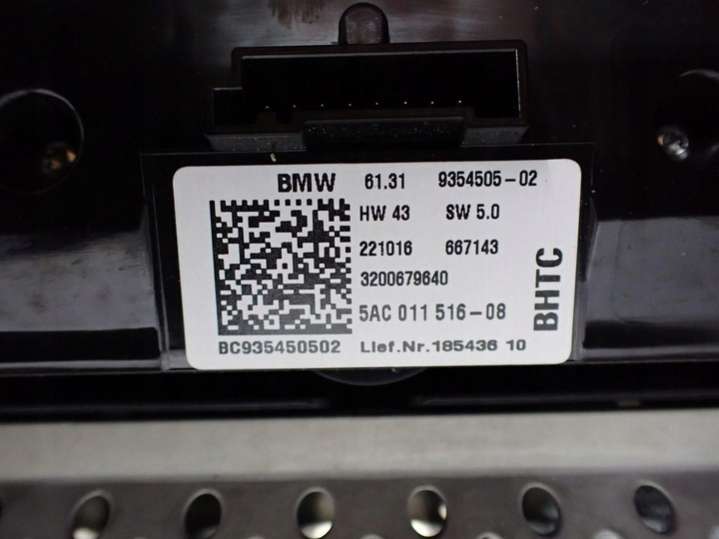 BMW 61.31 9354505-02
HW 43 SW 5.0
221016 667143
3200679640
5AC 011 516-08
BC935450502 Lief.Nr.185436 10
BHTC